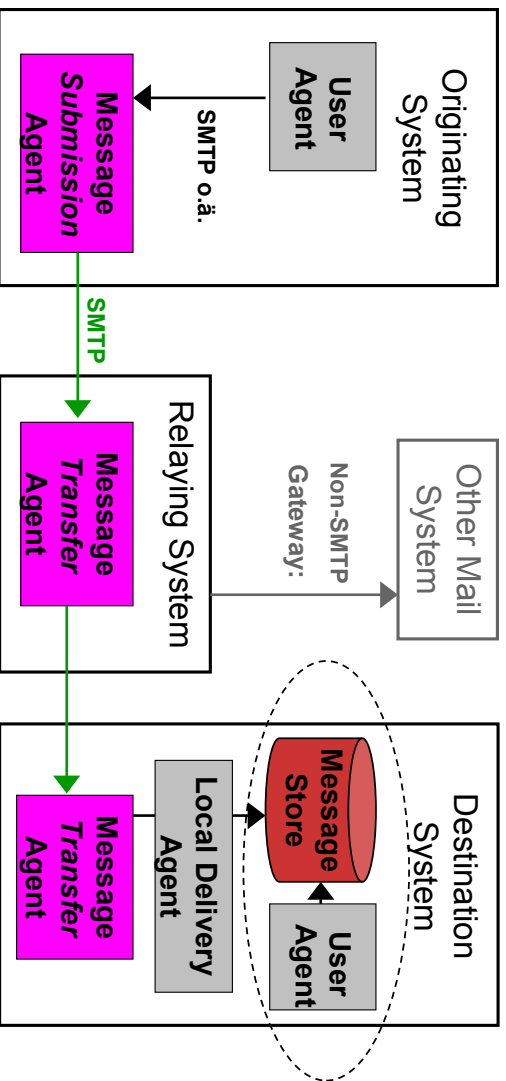 Originating
System
User
Agent
SMTP o.ä.
Message
Submission
Agent
SMTP
Other Mail
System
Non-SMTP
Gateway:
Relaying System
Message
Transfer
Agent
Destination
System
Message
Store
User
Agent
Local Delivery
Agent
Message
Transfer
Agent